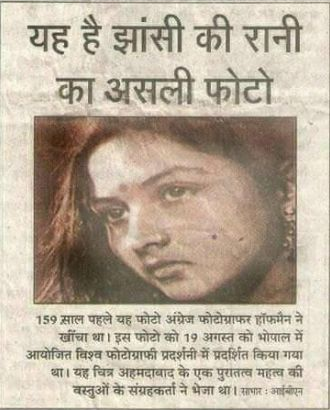 यह है झांसी की रानी
का असली फोटो
159 साल पहले यह फोटो अंग्रेज फोटोग्राफर हॉफमैन ने
खींचा था। इस फोटो को 19 अगस्त को भोपाल में
आयोजित विश्व फोटोग्राफी प्रदर्शनी में प्रदर्शित किया गया
था। यह चित्र अहमदाबाद के एक पुरातत्व महत्व की
वस्तुओं के संग्रहकर्ता ने भेजा था। साभार : आईबीएन